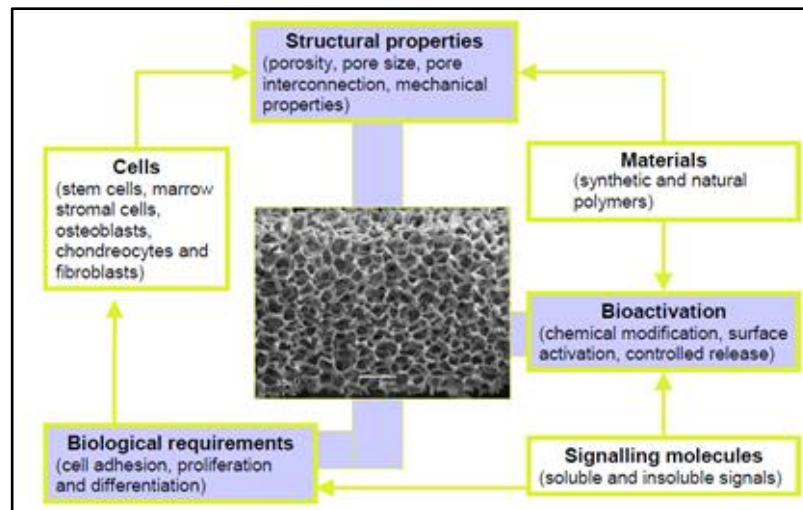 Structural properties
(porosity, pore size, pore
interconnection, mechanical
properties)
Cells
(stem cells, marrow
stromal cells,
osteoblasts,
chondreocytes and
fibroblasts)
Materials
(synthetic and natural
polymers)
Bioactivation
(chemical modification, surface
activation, controlled release)
Biological requirements
(cell adhesion, proliferation
and differentiation)
Signalling molecules
(soluble and insoluble signals)